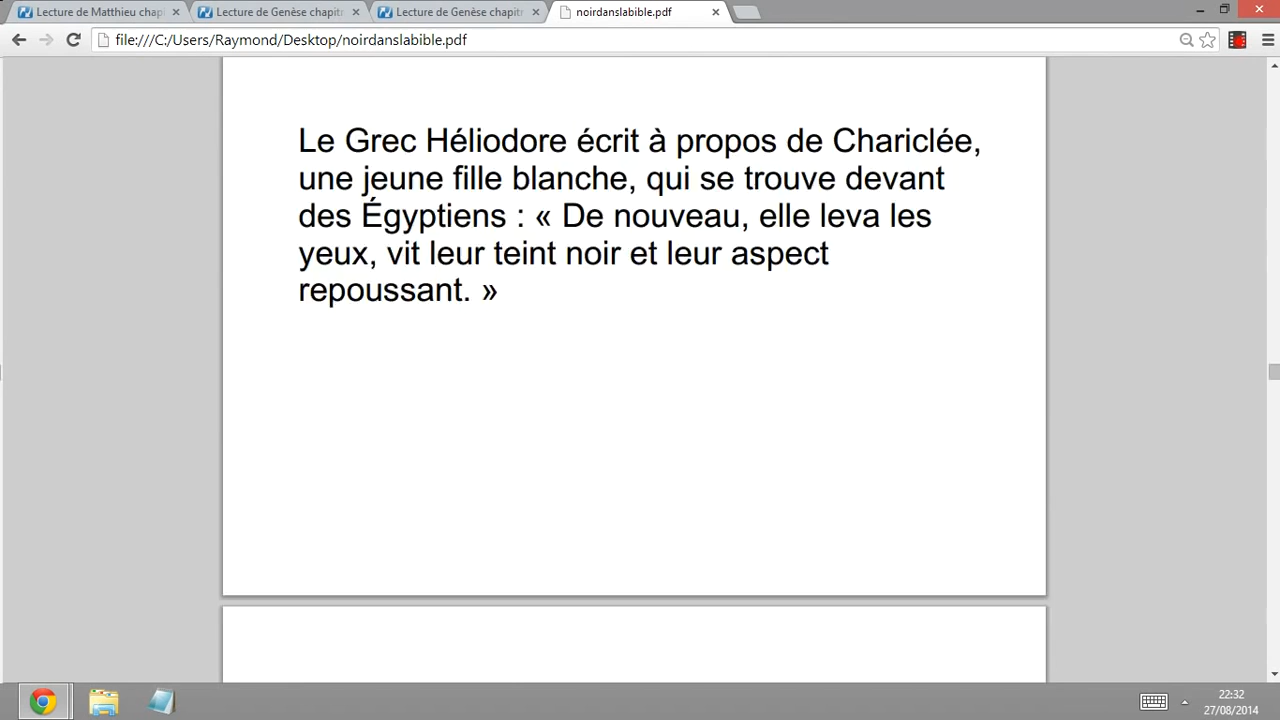 Lecture de Matthieu chap
Lecture de Genèse chapitr
Lecture de Genèse chapitr
noirdanslabible.pdf
file:///C:/Users/Raymond/Desktop/noirdanslabible.pdf
Le Grec Héliodore écrit à propos de Chariclée,
une jeune fille blanche, qui se trouve devant
des Égyptiens : « De nouveau, elle leva les
yeux, vit leur teint noir et leur aspect
repoussant. »
22:32
27/08/2014